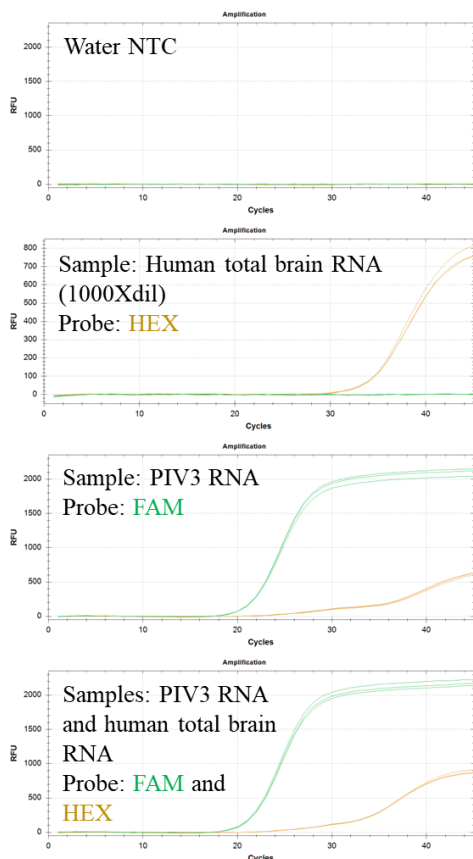 Amplification
2000
1500
1000
500
0
RFU
Water NTC
0 20 40
Cycles
Amplification
800
700
600
500
400
300
200
100
0
RFU
Sample: Human total brain RNA
(1000Xdil)
Probe: HEX
0 10 20 30 40
Cycles
Amplification
2000
1500
1000
500
0
RFU
Sample: PIV3 RNA
Probe: FAM
0 10 20 30 40
Cycles
Amplification
2000
1500
1000
500
0
RFU
Samples: PIV3 RNA
and human total brain
RNA
Probe: FAM and
HEX
0 10 20 30 40
Cycles